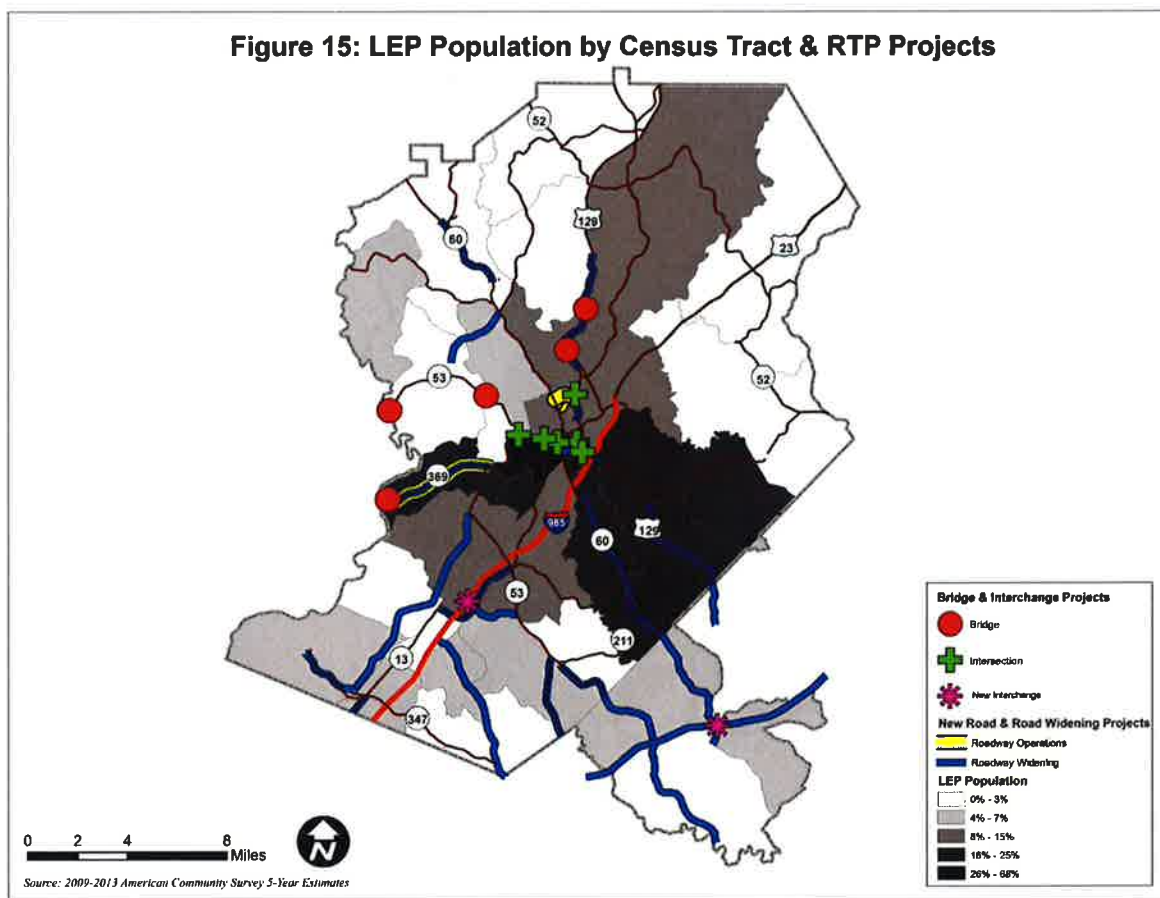 Figure 15: LEP Population by Census Tract & RTP Projects
52
129
60
23
53
52
369
985
60
129
53
211
13
347
Bridge & Interchange Projects
Bridge
Intersection
New Interchange
New Road & Road Widening Projects
Roadway Operations
Roadway Widening
LEP Population
0% - 3%
4% - 7%
8% - 15%
16% - 25%
26% - 68%
0 2 4 8
Miles
N
Source: 2009-2013 American Community Survey 5-Year Estimates